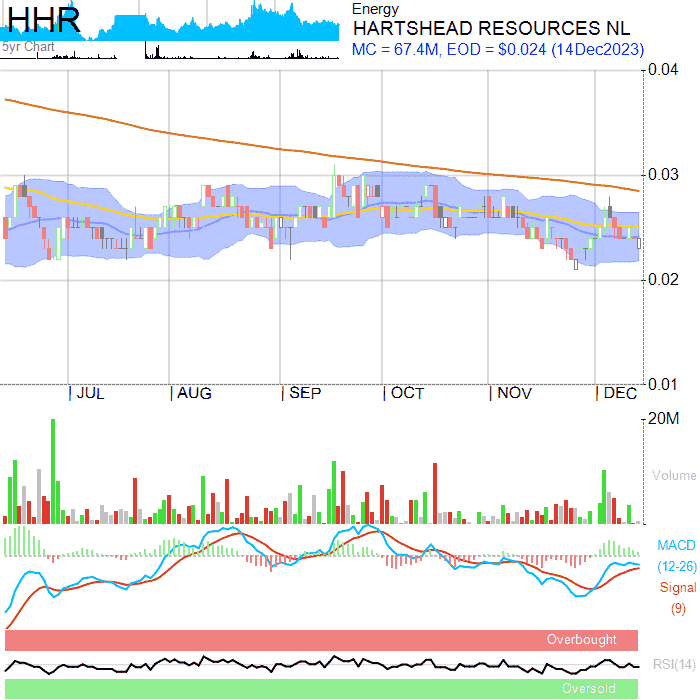 HHR
5yr Chart
Energy
HARTSHEAD RESOURCES NL
MC = 67.4M, EOD = $0.024 (14Dec2023)
0.04
0.03
0.02
0.01
JUL AUG SEP OCT NOV DEC
20M
Volume
MACD
(12-26)
Signal
(9)
Overbought
RSI(14)
Oversold